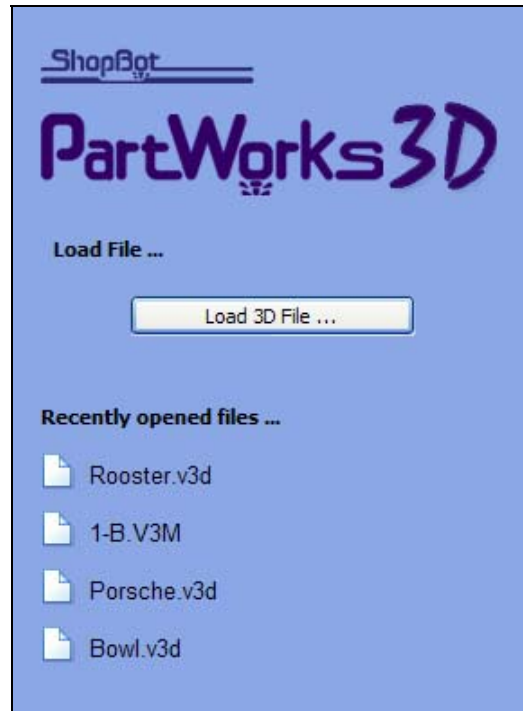 ShopBot
PartWorks3D
Load File ...
Load 3D File ...
Recently opened files ...
Rooster.v3d
1-B.V3M
Porsche.v3d
Bowl.v3d